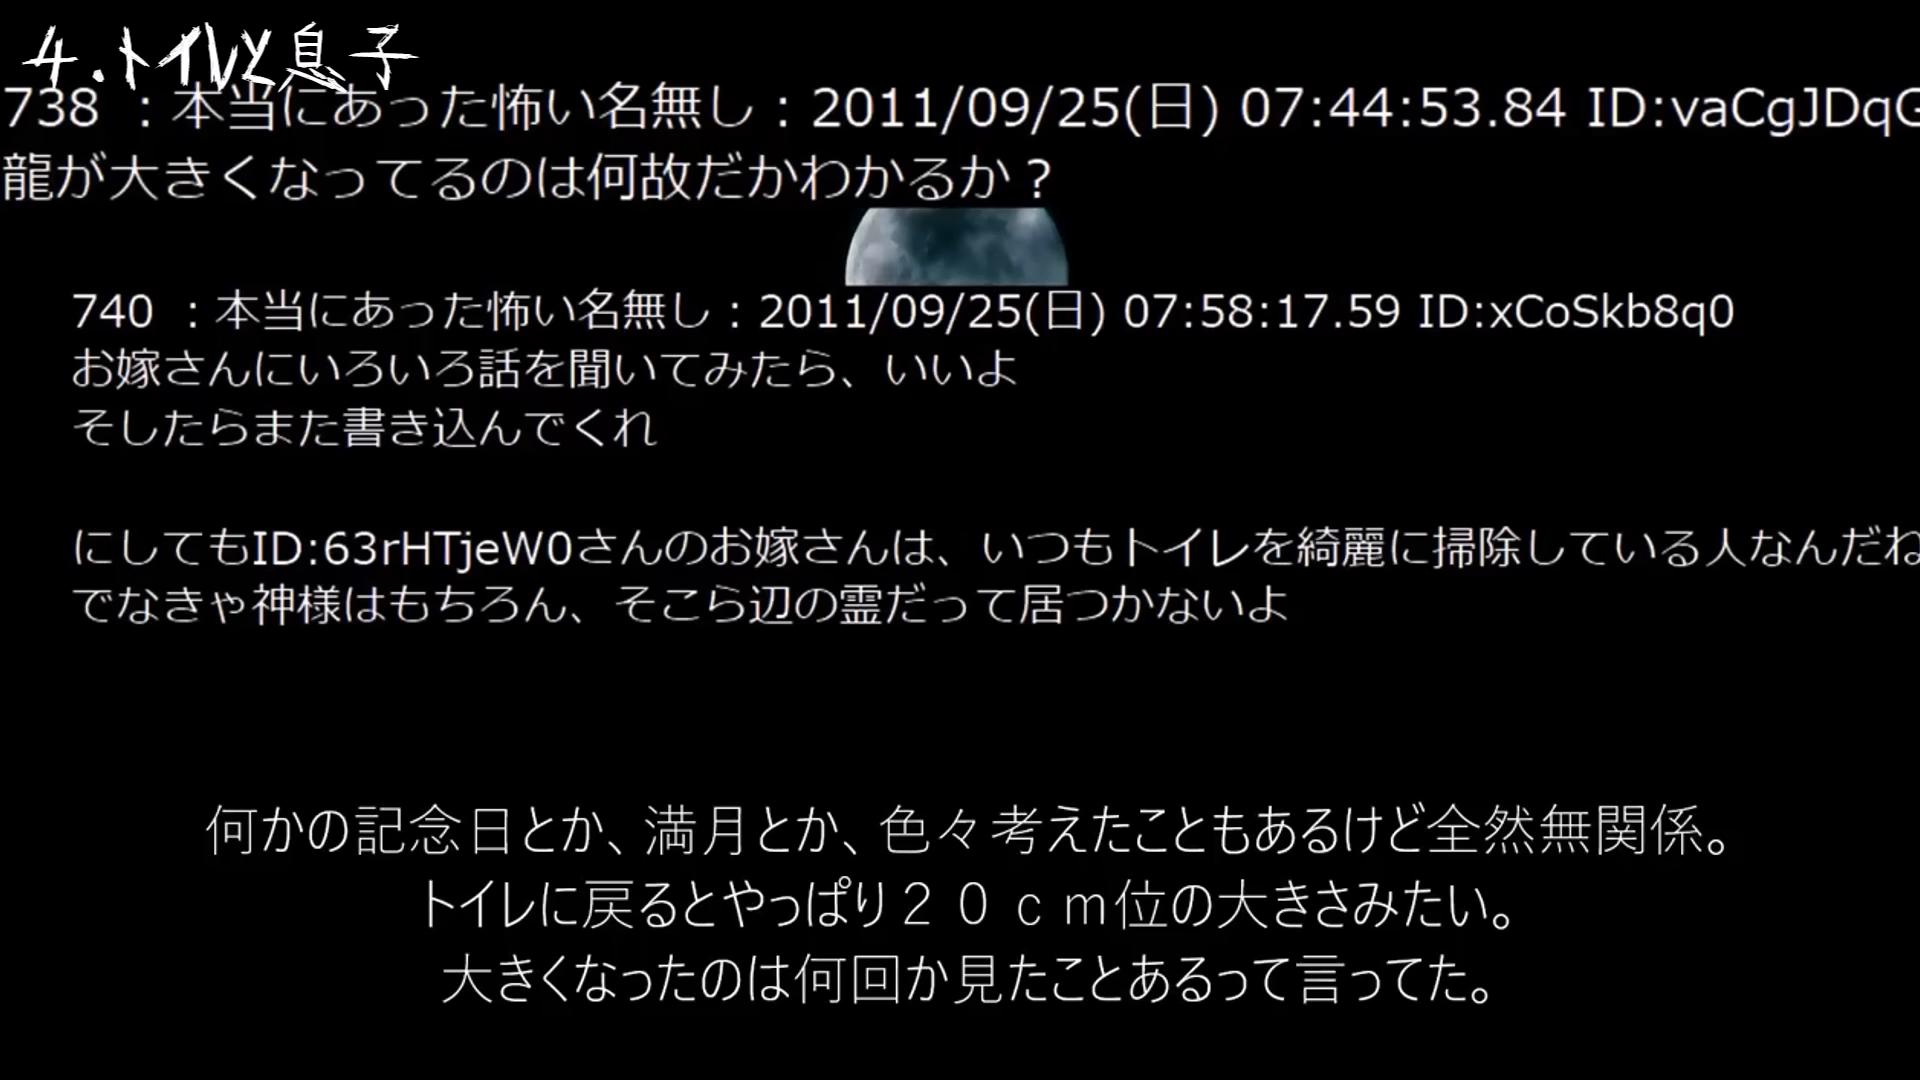 4.トイレと息子
738 ：本当にあった怖い名無し：2011/09/25(日) 07:44:53.84 ID:vaCgJDqG
龍が大きくなってるのは何故だかわかるか？
740 ：本当にあった怖い名無し：2011/09/25(日) 07:58:17.59 ID:xCoSkb8q0
お嫁さんにいろいろ話を聞いてみたら、いいよ
そしたらまた書き込んでくれ
にしてもID:63rHTjeW0さんのお嫁さんは、いつもトイレを綺麗に掃除している人なんだね
でなきゃ神様はもちろん、そこら辺の霊だって居つかないよ
何かの記念日とか、満月とか、色々考えたこともあるけど全然無関係。
トイレに戻るとやっぱり２０ｃｍ位の大きさみたい。
大きくなったのは何回か見たことあるって言ってた。